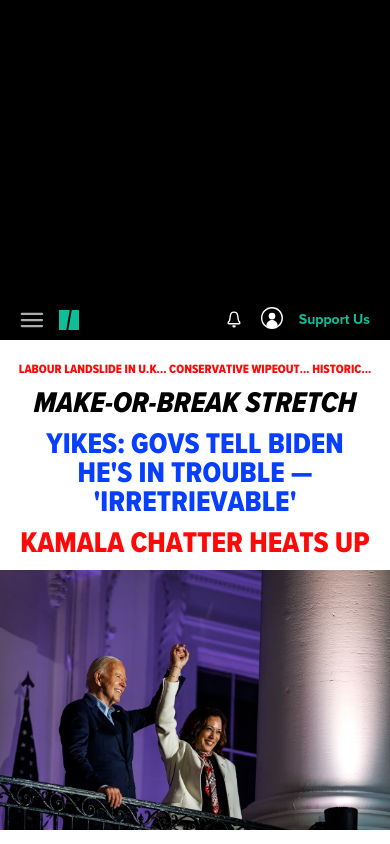 Support Us
LABOUR LANDSLIDE IN U.K... CONSERVATIVE WIPEOUT... HISTORIC...
MAKE-OR-BREAK STRETCH
YIKES: GOVS TELL BIDEN
HE'S IN TROUBLE —
'IRRETRIEVABLE'
KAMALA CHATTER HEATS UP